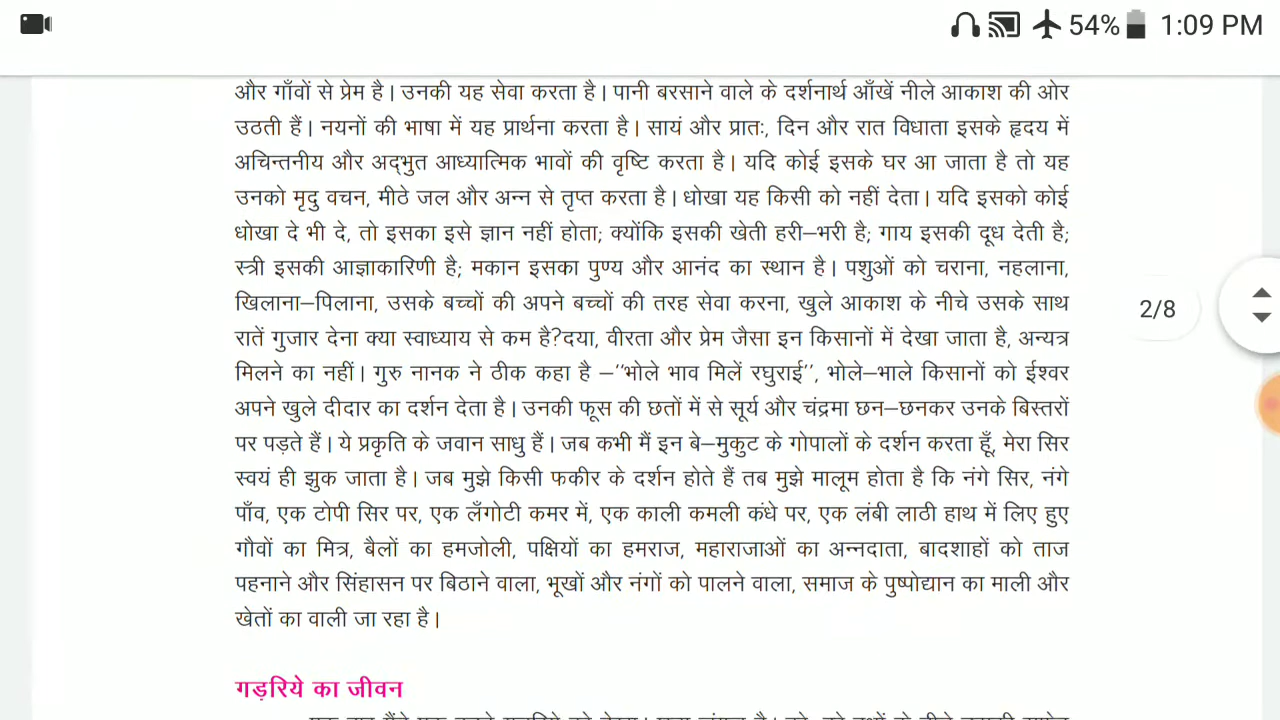 54% 1:09 PM
और गाँवों से प्रेम है। उनकी यह सेवा करता है। पानी बरसाने वाले के दर्शनार्थ आँखें नीले आकाश की ओर
उठती हैं। नयनों की भाषा में यह प्रार्थना करता है। सायं और प्रातः, दिन और रात विधाता इसके हृदय में
अचिन्तनीय और अद्‌भुत आध्यात्मिक भावों की वृष्टि करता है। यदि कोई इसके घर आ जाता है तो यह
उनको मृदु वचन, मीठे जल और अन्न से तृप्त करता है। धोखा यह किसी को नहीं देता। यदि इसको कोई
धोखा दे भी दे, तो इसका इसे ज्ञान नहीं होता; क्योंकि इसकी खेती हरी–भरी है; गाय इसकी दूध देती है;
स्त्री इसकी आज्ञाकारिणी है; मकान इसका पुण्य और आनंद का स्थान है। पशुओं को चराना, नहलाना,
खिलाना–पिलाना, उसके बच्चों की अपने बच्चों की तरह सेवा करना, खुले आकाश के नीचे उसके साथ
2/8
रातें गुजार देना क्या स्वाध्याय से कम है?दया, वीरता और प्रेम जैसा इन किसानों में देखा जाता है, अन्यत्र
मिलने का नहीं। गुरु नानक ने ठीक कहा है –‘‘भोले भाव मिलें रघुराई’’, भोले–भाले किसानों को ईश्वर
अपने खुले दीदार का दर्शन देता है। उनकी फूस की छतों में से सूर्य और चंद्रमा छन–छनकर उनके बिस्तरों
पर पड़ते हैं। ये प्रकृति के जवान साधु हैं। जब कभी मैं इन बे–मुकुट के गोपालों के दर्शन करता हूँ, मेरा सिर
स्वयं ही झुक जाता है। जब मुझे किसी फकीर के दर्शन होते हैं तब मुझे मालूम होता है कि नंगे सिर, नंगे
पाँव, एक टोपी सिर पर, एक लँगोटी कमर में, एक काली कमली कंधे पर, एक लंबी लाठी हाथ में लिए हुए
गौवों का मित्र, बैलों का हमजोली, पक्षियों का हमराज, महाराजाओं का अन्नदाता, बादशाहों को ताज
पहनाने और सिंहासन पर बिठाने वाला, भूखों और नंगों को पालने वाला, समाज के पुष्पोद्यान का माली और
खेतों का वाली जा रहा है।
गड़रिये का जीवन